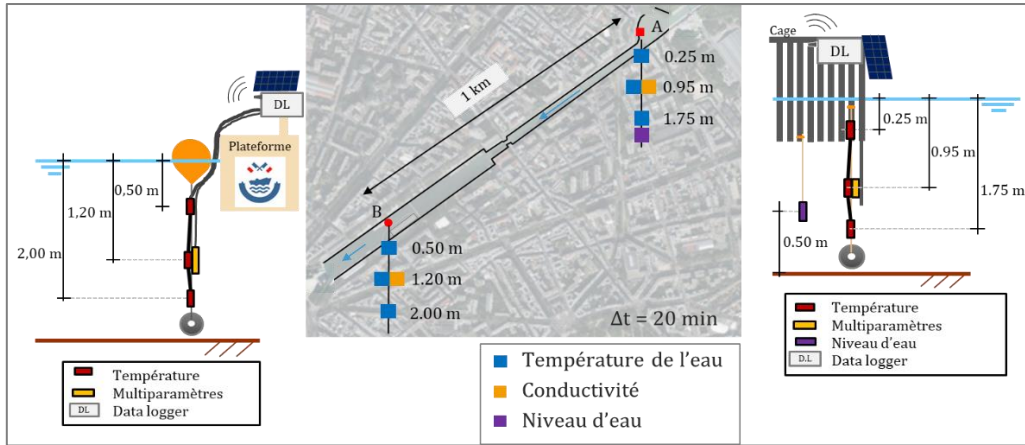 DL
Plateforme
0,50 m
1,20 m
2,00 m
Température
Multiparamètres
DL
Data logger
A
1 km
0.25 m
0.95 m
1.75 m
B
0.50 m
1.20 m
2.00 m
Δt = 20 min
Température de l'eau
Conductivité
Niveau d'eau
Cage
DL
0.25 m
0.95 m
1.75 m
0.50 m
Température
Multiparamètres
Niveau d'eau
D.L
Data logger